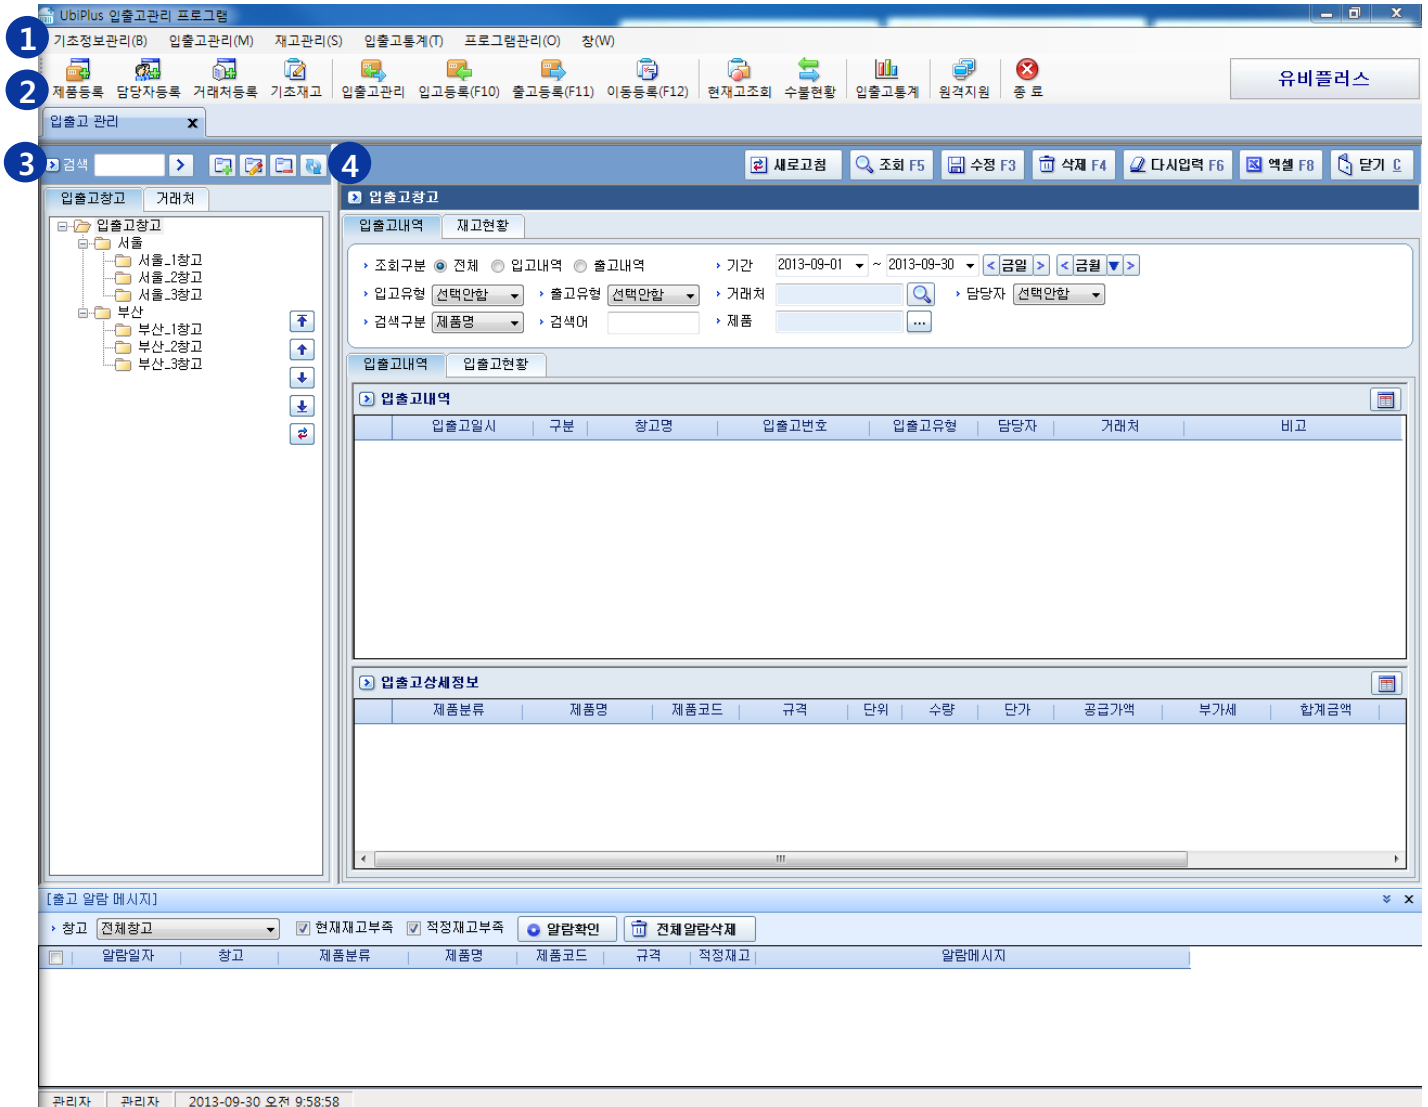 UbiPlus 입출고관리 프로그램
1
기초정보관리(B) 입출고관리(M) 재고관리(S) 입출고통계(T) 프로그램관리(O) 창(W)
2
제품등록 담당자등록 거래처등록 기초재고 입출고관리 입고등록(F10) 출고등록(F11) 이동등록(F12) 현재고조회 수불현황 입출고통계 원격지원 종 료
유비플러스
입출고 관리 x
3 검색
4
새로고침 조회 F5 수정 F3 삭제 F4 다시입력 F6 엑셀 F8 닫기 C
입출고창고 거래처
입출고창고
서울
서울_1창고
서울_2창고
서울_3창고
부산
부산_1창고
부산_2창고
부산_3창고
입출고창고
입출고내역 재고현황
조회구분 전체 입고내역 출고내역 기간 2013-09-01 ~ 2013-09-30 < 금일 > < 금월 ▼ >
입고유형 선택안함 출고유형 선택안함 거래처 담당자 선택안함
검색구분 제품명 검색어 제품 ...
입출고내역 입출고현황
입출고내역
입출고일시 구분 창고명 입출고번호 입출고유형 담당자 거래처 비고
입출고상세정보
제품분류 제품명 제품코드 규격 단위 수량 단가 공급가액 부가세 합계금액
[출고 알람 메시지]
창고 전체창고 현재재고부족 적정재고부족 알람확인 전체알람삭제
알람일자 창고 제품분류 제품명 제품코드 규격 적정재고 알람메시지
관리자 관리자 2013-09-30 오전 9:58:58